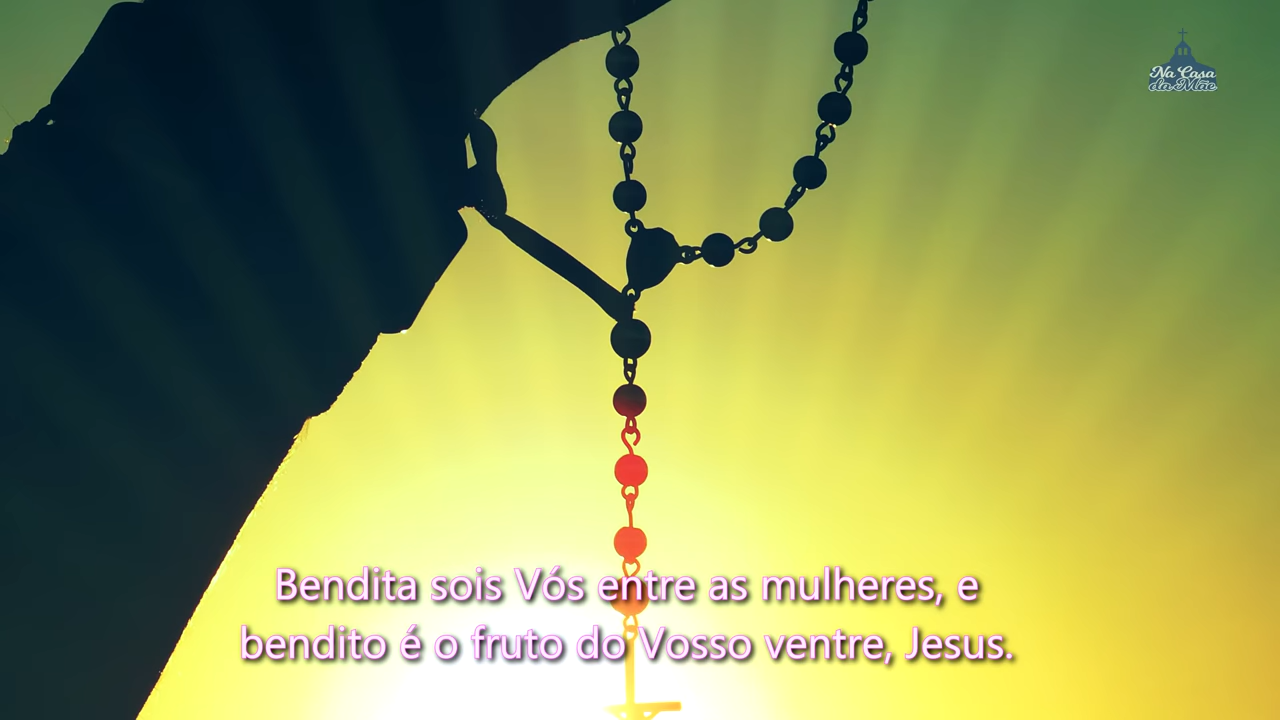 Na Casa
da Mãe
Bendita sois Vós entre as mulheres, e
bendito é o fruto do Vosso ventre, Jesus.